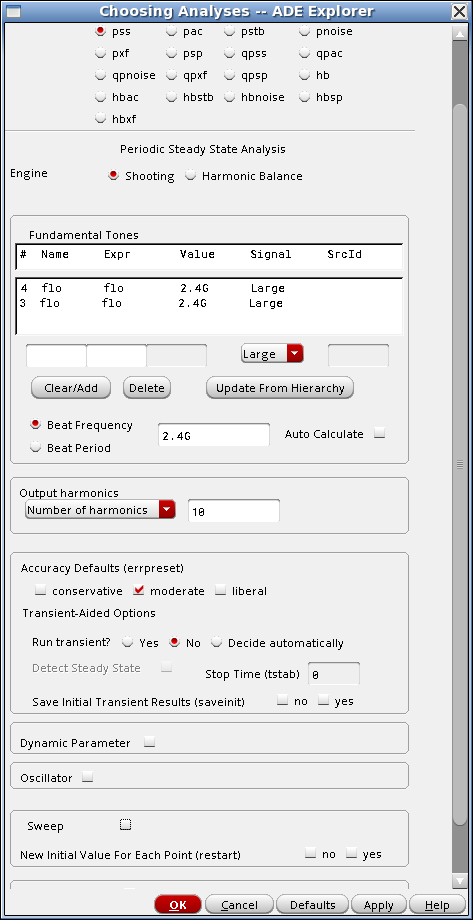 Choosing Analyses -- ADE Explorer
pss pac pstb pnoise
pxf psp qpss qpac
qpnoise qpxf qpsp hb
hbac hbstb hbnoise hbsp
hbxf
Periodic Steady State Analysis
Engine Shooting Harmonic Balance
Fundamental Tones
# Name Expr Value Signal SrcId
4 flo flo 2.4G Large
3 flo flo 2.4G Large
Large
Clear/Add Delete Update From Hierarchy
Beat Frequency 2.4G Auto Calculate
Beat Period
Output harmonics
Number of harmonics 10
Accuracy Defaults (errpreset)
conservative moderate liberal
Transient-Aided Options
Run transient? Yes No Decide automatically
Detect Steady State Stop Time (tstab) 0
Save Initial Transient Results (saveinit) no yes
Dynamic Parameter
Oscillator
Sweep
New Initial Value For Each Point (restart) no yes
OK Cancel Defaults Apply Help